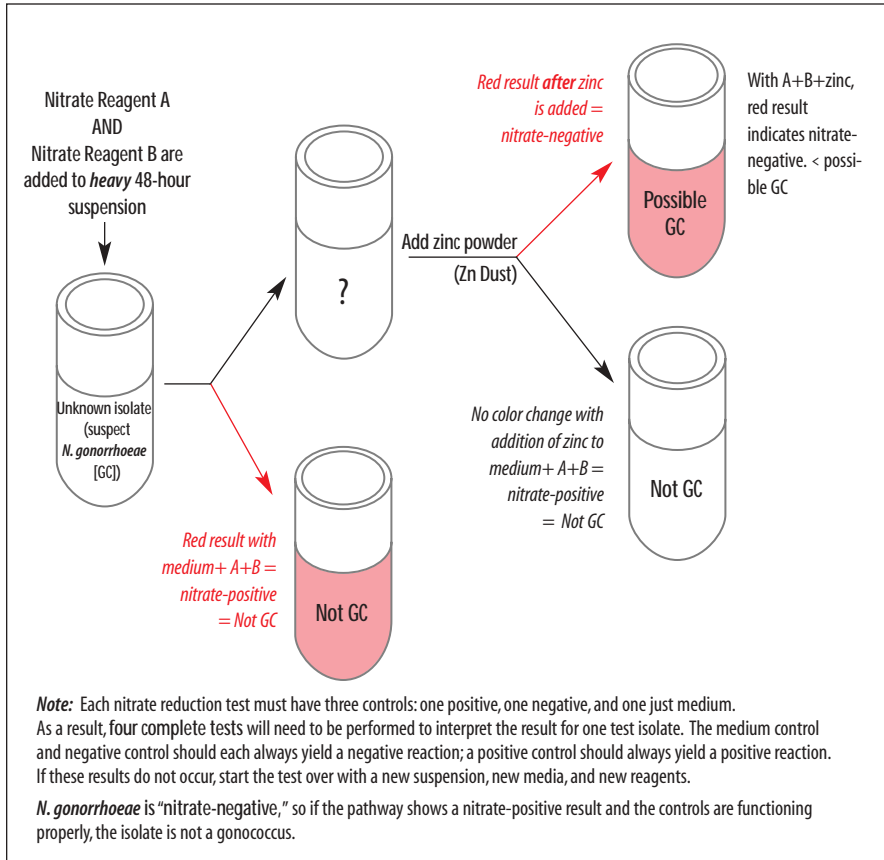 Nitrate Reagent A
AND
Nitrate Reagent B are
added to heavy 48-hour
suspension
Unknown isolate
(suspect
N. gonorrhoeae
[GC])
?
Red result with
medium+ A+B =
nitrate-positive
= Not GC
Not GC
Add zinc powder
(Zn Dust)
Red result after zinc
is added =
nitrate-negative
Possible
GC
With A+B+zinc,
red result
indicates nitrate-
negative. < possi-
ble GC
No color change with
addition of zinc to
medium+ A+B =
nitrate-positive
= Not GC
Not GC
Note: Each nitrate reduction test must have three controls: one positive, one negative, and one just medium.
As a result, four complete tests will need to be performed to interpret the result for one test isolate. The medium control
and negative control should each always yield a negative reaction; a positive control should always yield a positive reaction.
If these results do not occur, start the test over with a new suspension, new media, and new reagents.
N. gonorrhoeae is “nitrate-negative,” so if the pathway shows a nitrate-positive result and the controls are functioning
properly, the isolate is not a gonococcus.